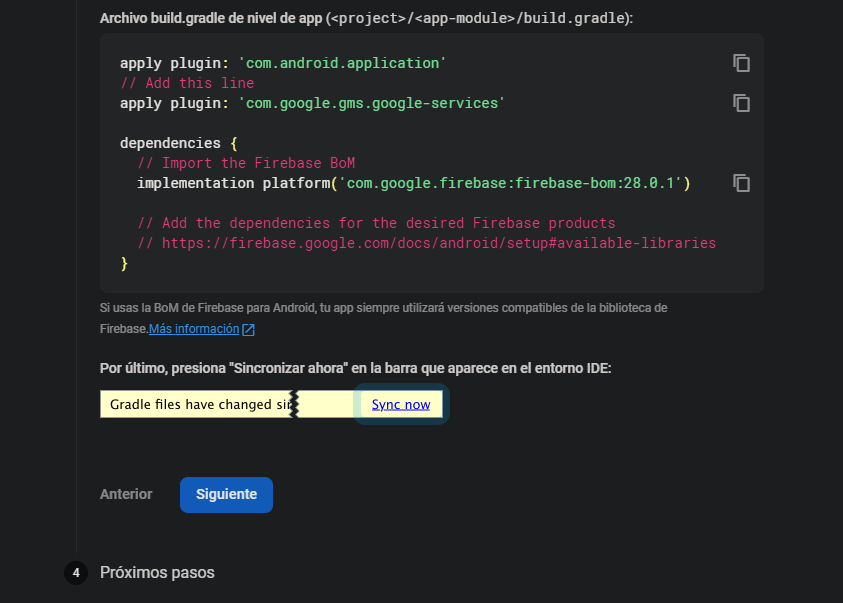 Archivo build.gradle de nivel de app (<project>/<app-module>/build.gradle):
apply plugin: 'com.android.application'
// Add this line
apply plugin: 'com.google.gms.google-services'
dependencies {
// Import the Firebase BoM
implementation platform('com.google.firebase:firebase-bom:28.0.1')
// Add the dependencies for the desired Firebase products
// https://firebase.google.com/docs/android/setup#available-libraries
}
Si usas la BoM de Firebase para Android, tu app siempre utilizará versiones compatibles de la biblioteca de
Firebase.Más información
Por último, presiona "Sincronizar ahora" en la barra que aparece en el entorno IDE:
Gradle files have changed sin Sync now
Anterior Siguiente
4 Próximos pasos